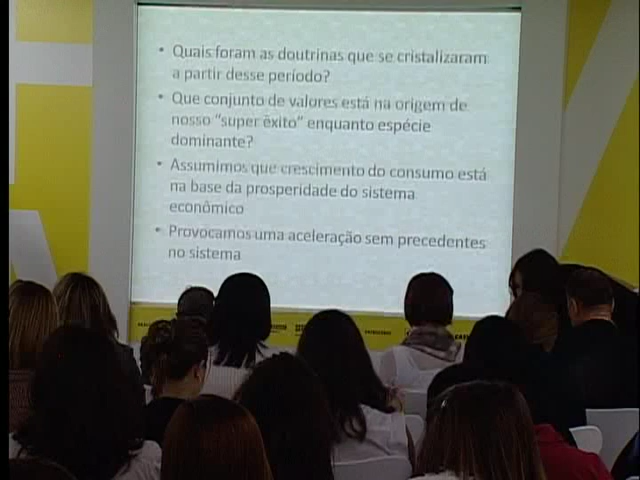 • Quais foram as doutrinas que se cristalizaram
a partir desse período?
• Que conjunto de valores está na origem de
nosso "super êxito" enquanto espécie
dominante?
• Assumimos que crescimento do consumo está
na base da prosperidade do sistema
econômico
• Provocamos uma aceleração sem precedentes
no sistema